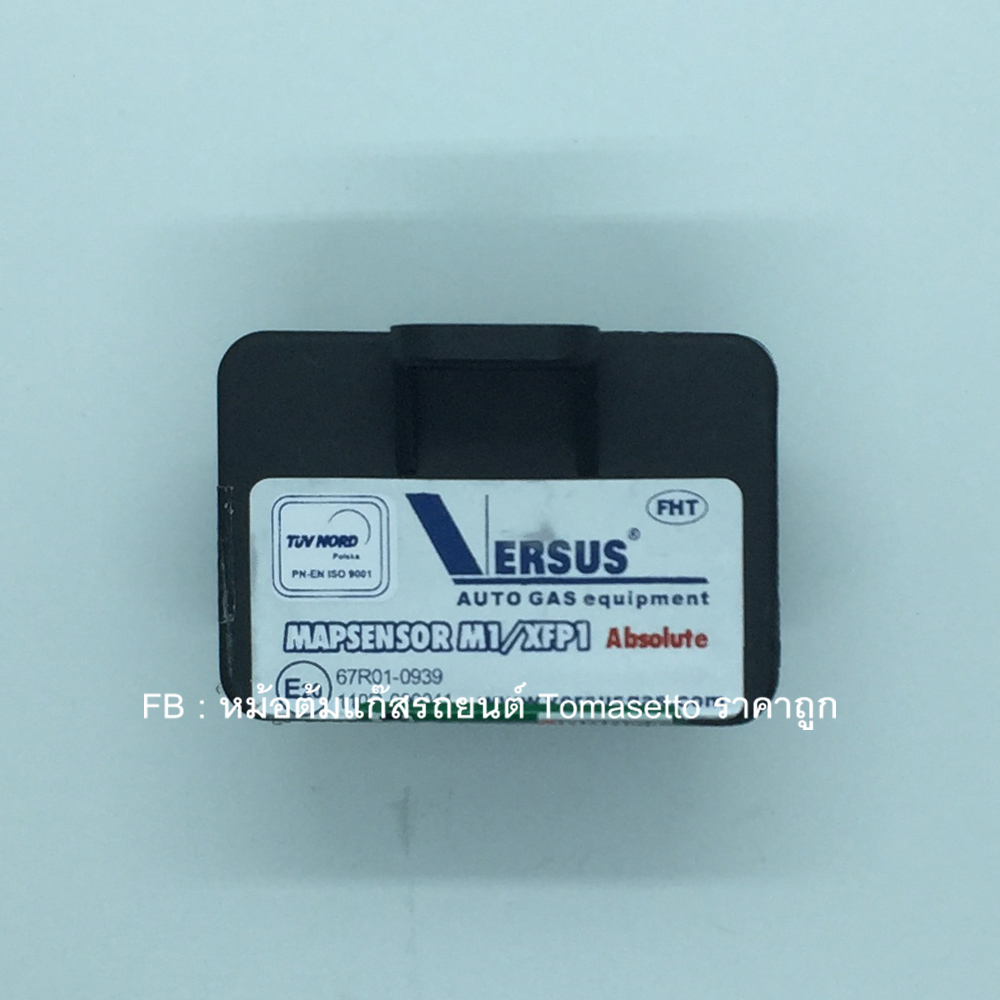 FHT
TÜV NORD
Polska
PN-EN ISO 9001
VERSUS®
AUTO GAS equipment
MAPSENSOR M1/XFP1 Absolute
67R01-0939
FB : หม้อต้มแก๊สรถยนต์ Tomasetto ราคาถูก